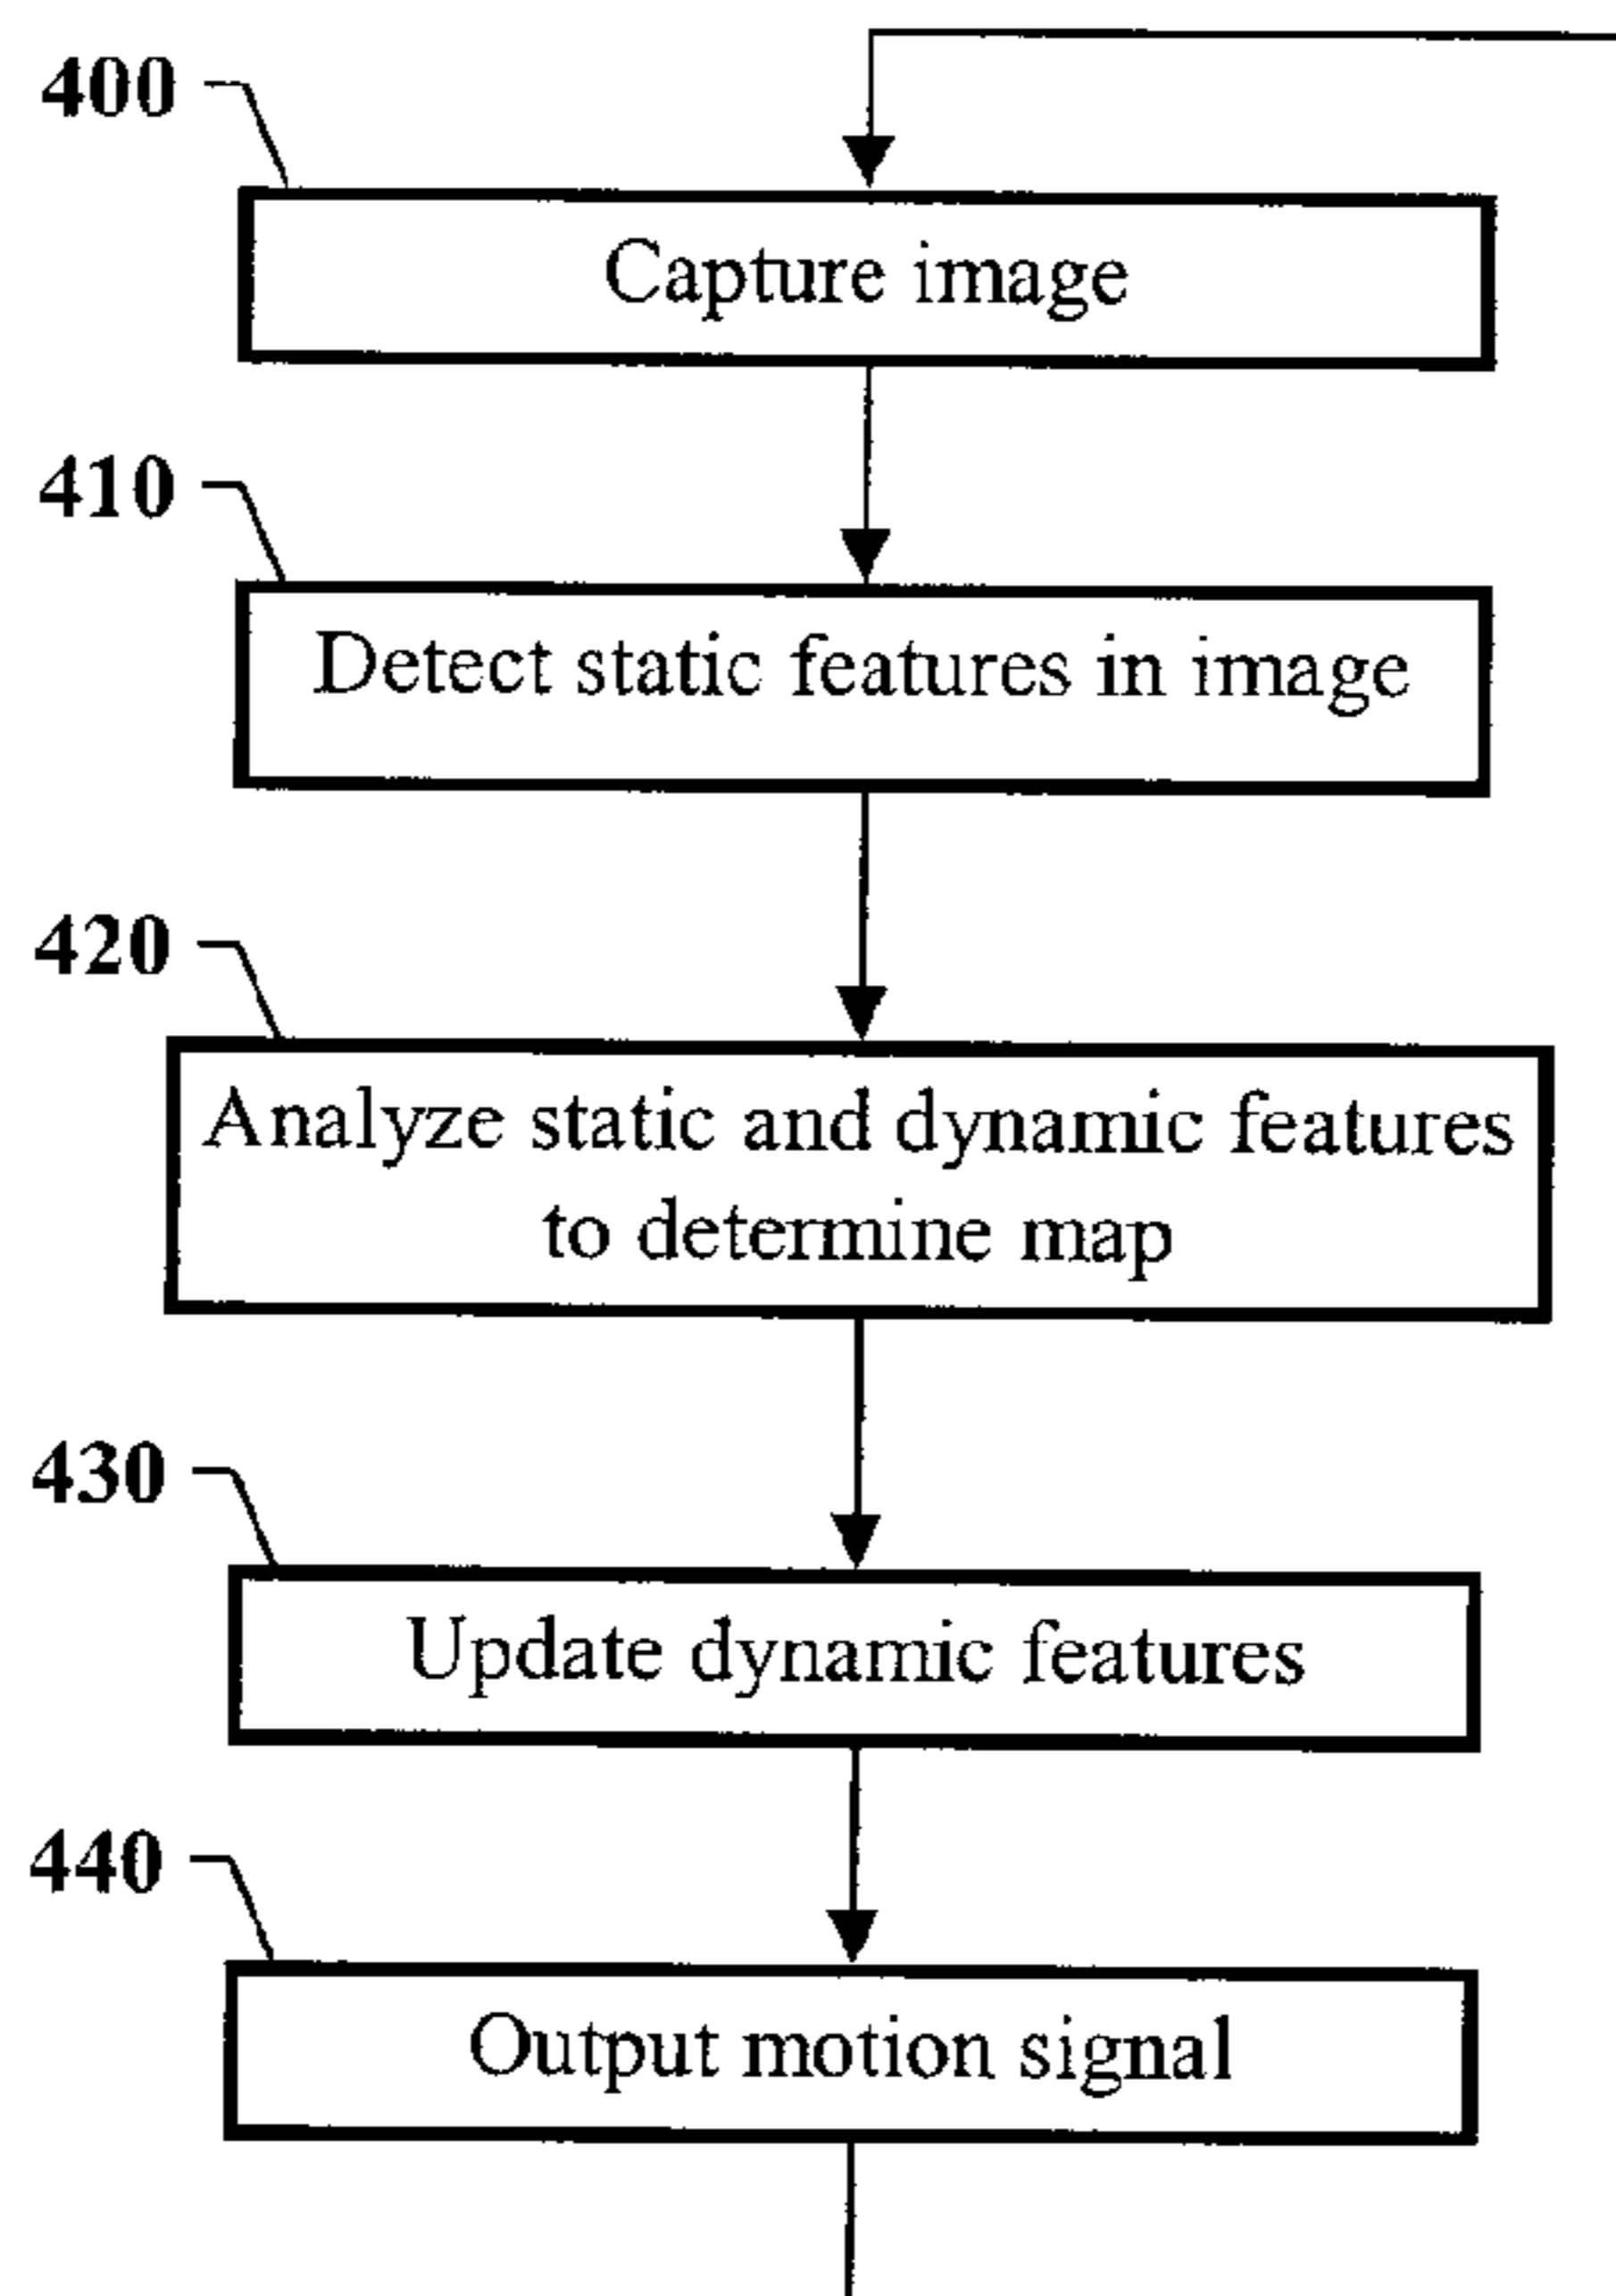 400
Capture image
410
Detect static features in image
420
Analyze static and dynamic features
to determine map
430
Update dynamic features
440
Output motion signal